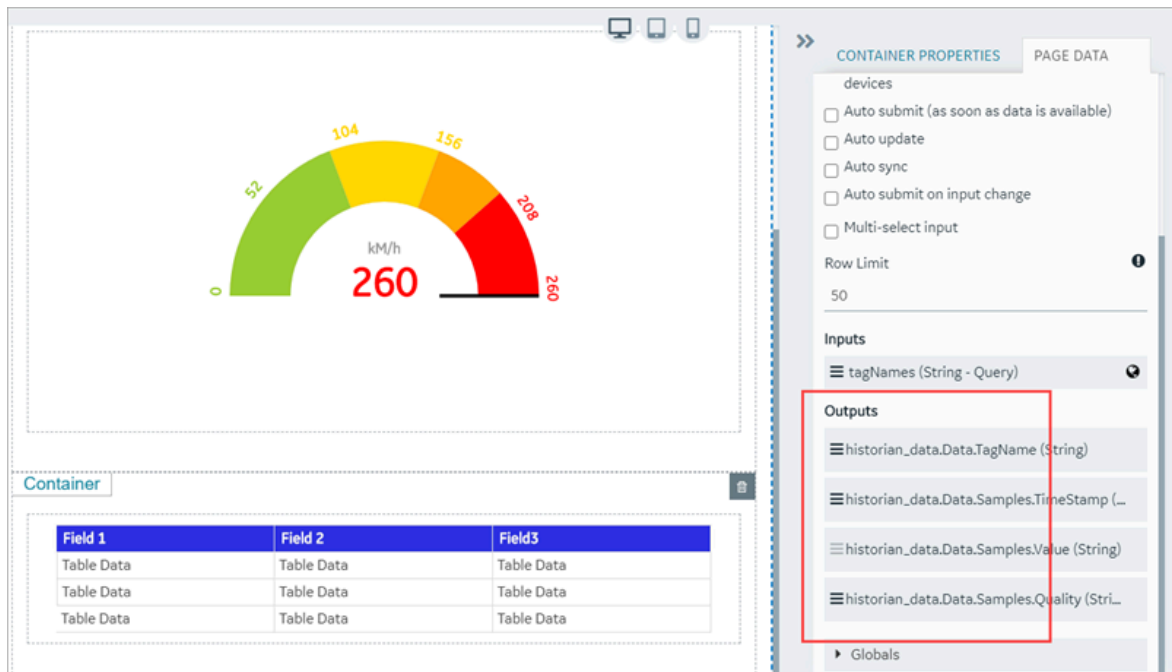 104
156
52
208
kM/h
260
0
260
Container
Field 1 Field 2 Field3
Table Data Table Data Table Data
Table Data Table Data Table Data
Table Data Table Data Table Data
CONTAINER PROPERTIES PAGE DATA
devices
Auto submit (as soon as data is available)
Auto update
Auto sync
Auto submit on input change
Multi-select input
Row Limit
50
Inputs
tagNames (String - Query)
Outputs
historian_data.Data.TagName (String)
historian_data.Data.Samples.TimeStamp (...
historian_data.Data.Samples.Value (String)
historian_data.Data.Samples.Quality (Stri...
Globals